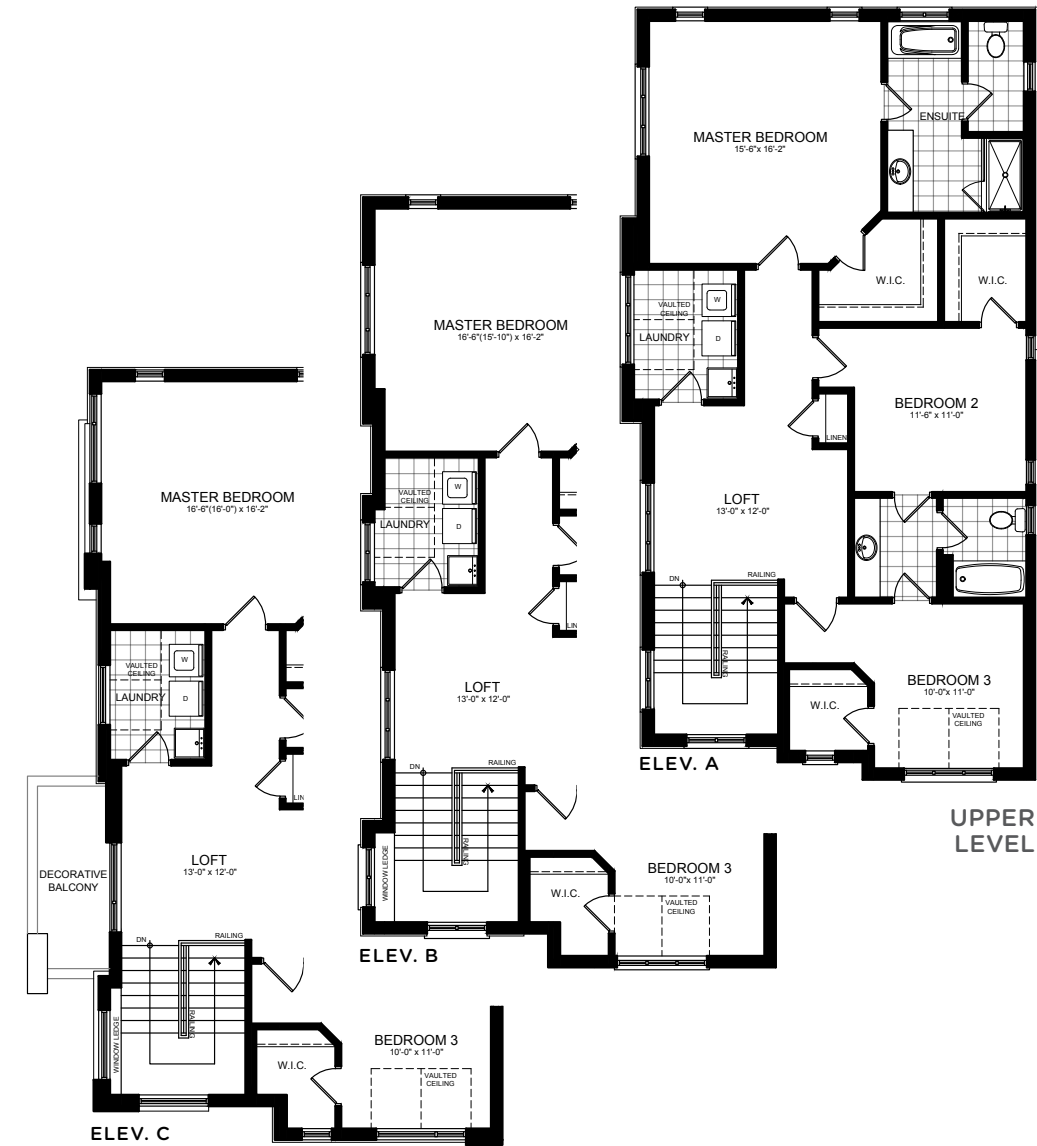 MASTER BEDROOM
15'-6"x 16'-2"
ENSUITE
W.I.C.
W.I.C.
VAULTED
CEILING
W
LAUNDRY
D
BEDROOM 2
11'-6" x 11'-0"
LINEN
LOFT
13'-0" x 12'-0"
DN
RAILING
RAILING
BEDROOM 3
10'-0"x 11'-0"
W.I.C.
VAULTED
CEILING
ELEV. A
UPPER
LEVEL
MASTER BEDROOM
16'-6"(15'-10") x 16'-2"
VAULTED
CEILING
W
LAUNDRY
D
LIN
LOFT
13'-0" x 12'-0"
DN
RAILING
RAILING
WINDOW LEDGE
BEDROOM 3
10'-0"x 11'-0"
W.I.C.
VAULTED
CEILING
ELEV. B
MASTER BEDROOM
16'-6"(16'-0") x 16'-2"
VAULTED
CEILING
W
LAUNDRY
D
LIN
LOFT
13'-0" x 12'-0"
DECORATIVE
BALCONY
DN
RAILING
RAILING
WINDOW LEDGE
BEDROOM 3
10'-0" x 11'-0"
W.I.C.
VAULTED
CEILING
ELEV. C